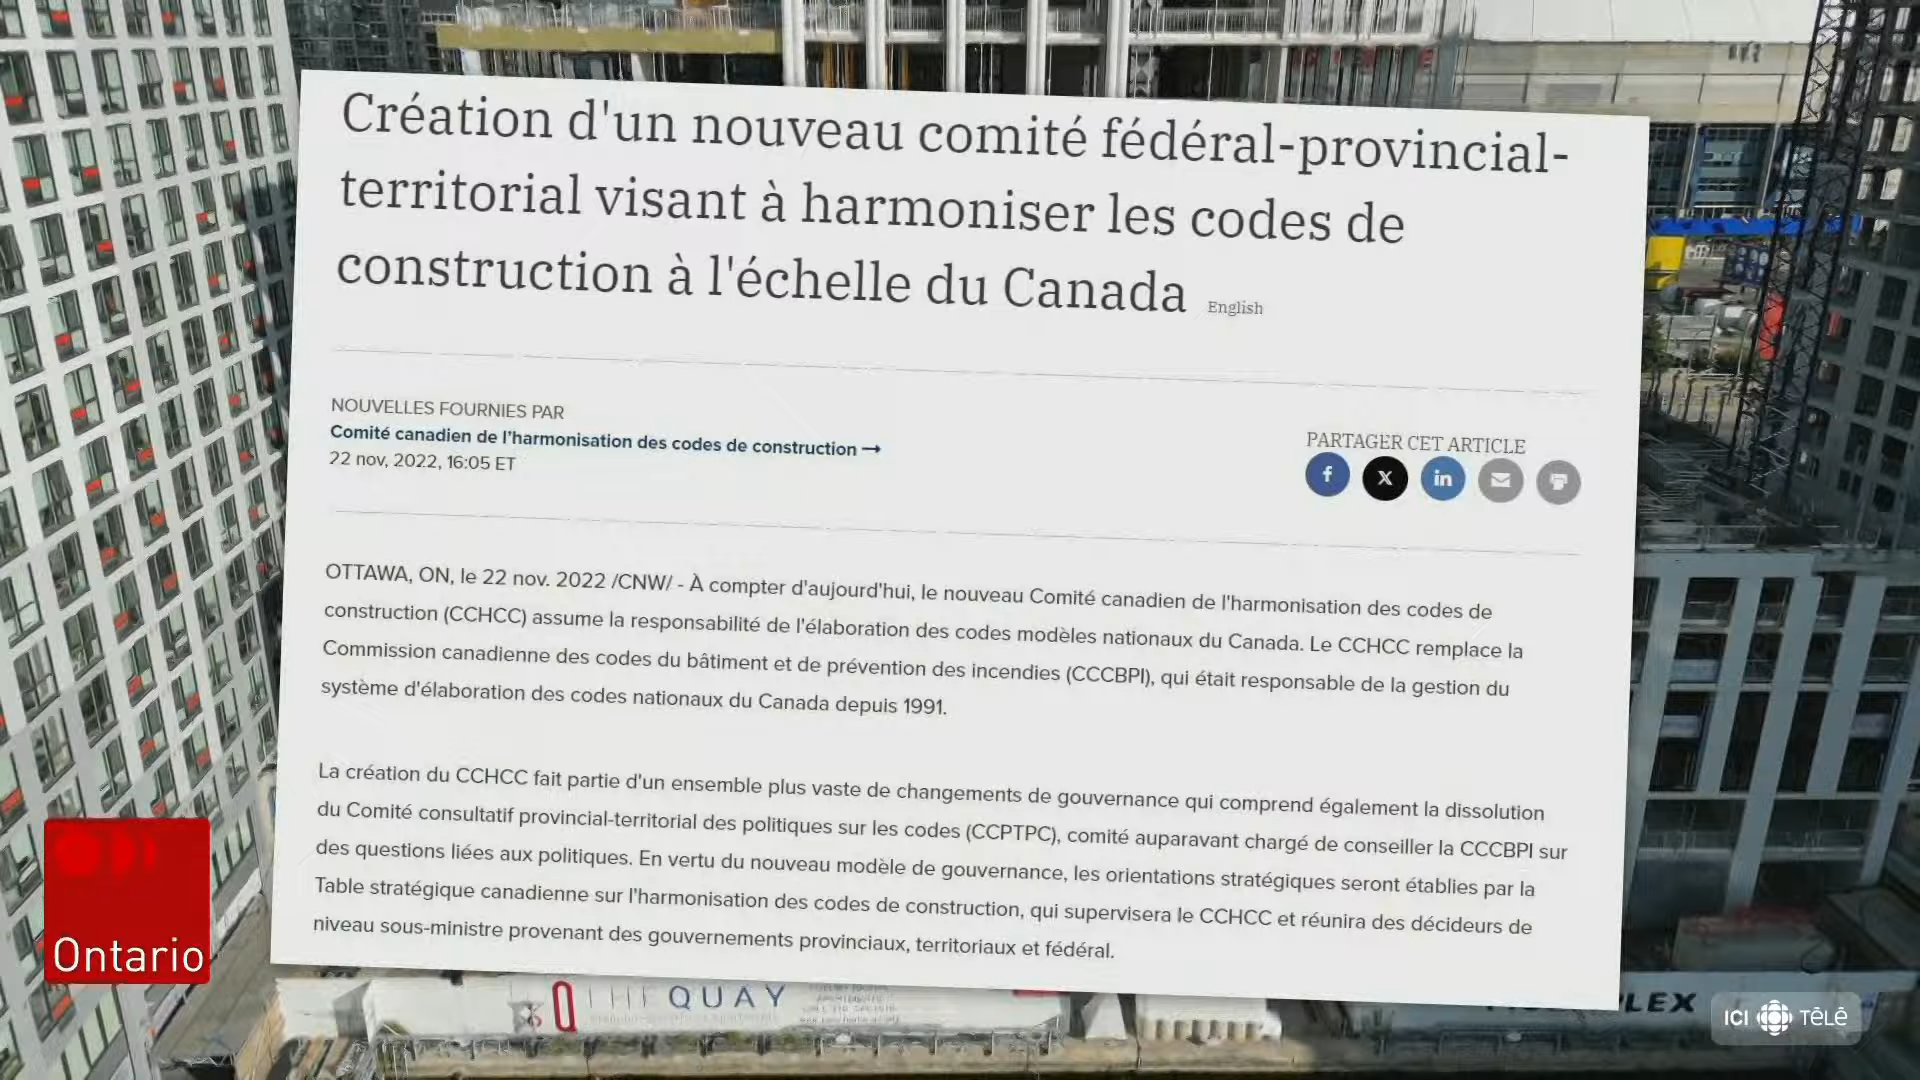 Création d'un nouveau comité fédéral-provincial-
territorial visant à harmoniser les codes de
construction à l'échelle du Canada English
NOUVELLES FOURNIES PAR
Comité canadien de l'harmonisation des codes de construction →
22 nov, 2022, 16:05 ET
PARTAGER CET ARTICLE
f X in
OTTAWA, ON, le 22 nov. 2022 /CNW/ - À compter d'aujourd'hui, le nouveau Comité canadien de l'harmonisation des codes de
construction (CCHCC) assume la responsabilité de l'élaboration des codes modèles nationaux du Canada. Le CCHCC remplace la
Commission canadienne des codes du bâtiment et de prévention des incendies (CCCBPI), qui était responsable de la gestion du
système d'élaboration des codes nationaux du Canada depuis 1991.
La création du CCHCC fait partie d'un ensemble plus vaste de changements de gouvernance qui comprend également la dissolution
du Comité consultatif provincial-territorial des politiques sur les codes (CCPTPC), comité auparavant chargé de conseiller la CCCBPI sur
des questions liées aux politiques. En vertu du nouveau modèle de gouvernance, les orientations stratégiques seront établies par la
Table stratégique canadienne sur l'harmonisation des codes de construction, qui supervisera le CCHCC et réunira des décideurs de
niveau sous-ministre provenant des gouvernements provinciaux, territoriaux et fédéral.
Ontario
QUAY
LEX
ICI TÉLÉ